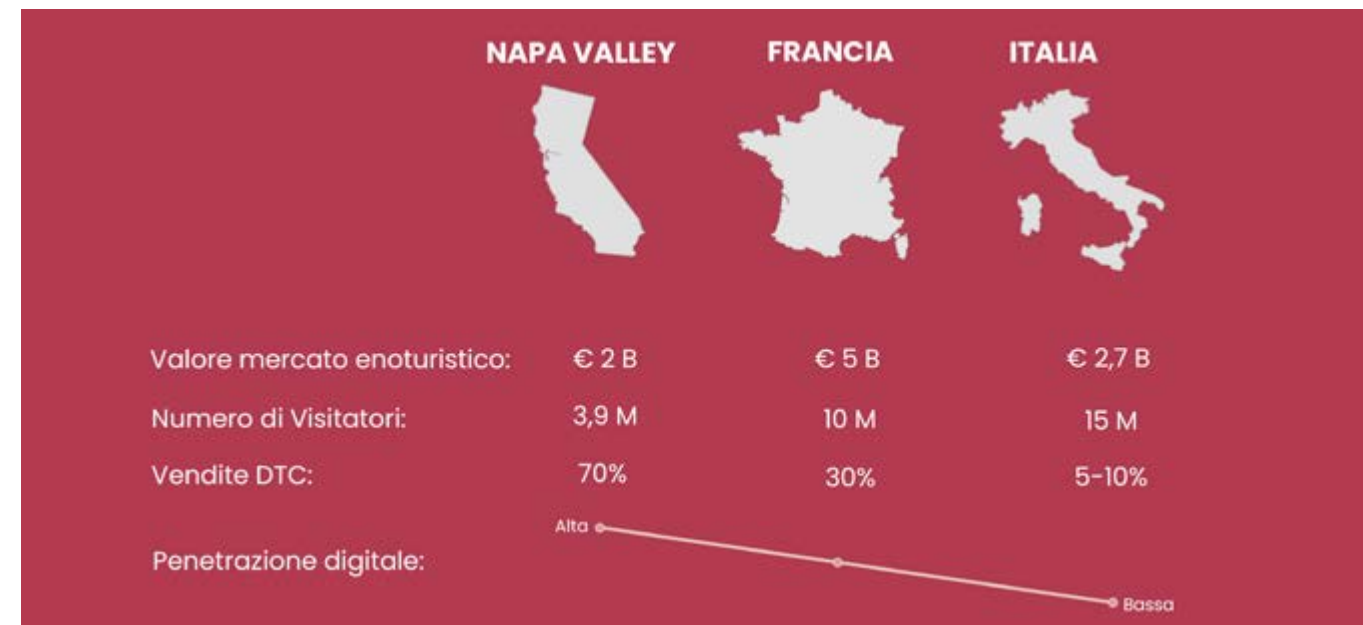 NAPA VALLEY FRANCIA ITALIA
Valore mercato enoturistico: € 2 B € 5 B € 2,7 B
Numero di Visitatori: 3,9 M 10 M 15 M
Vendite DTC: 70% 30% 5-10%
Alta
Penetrazione digitale:
Bassa